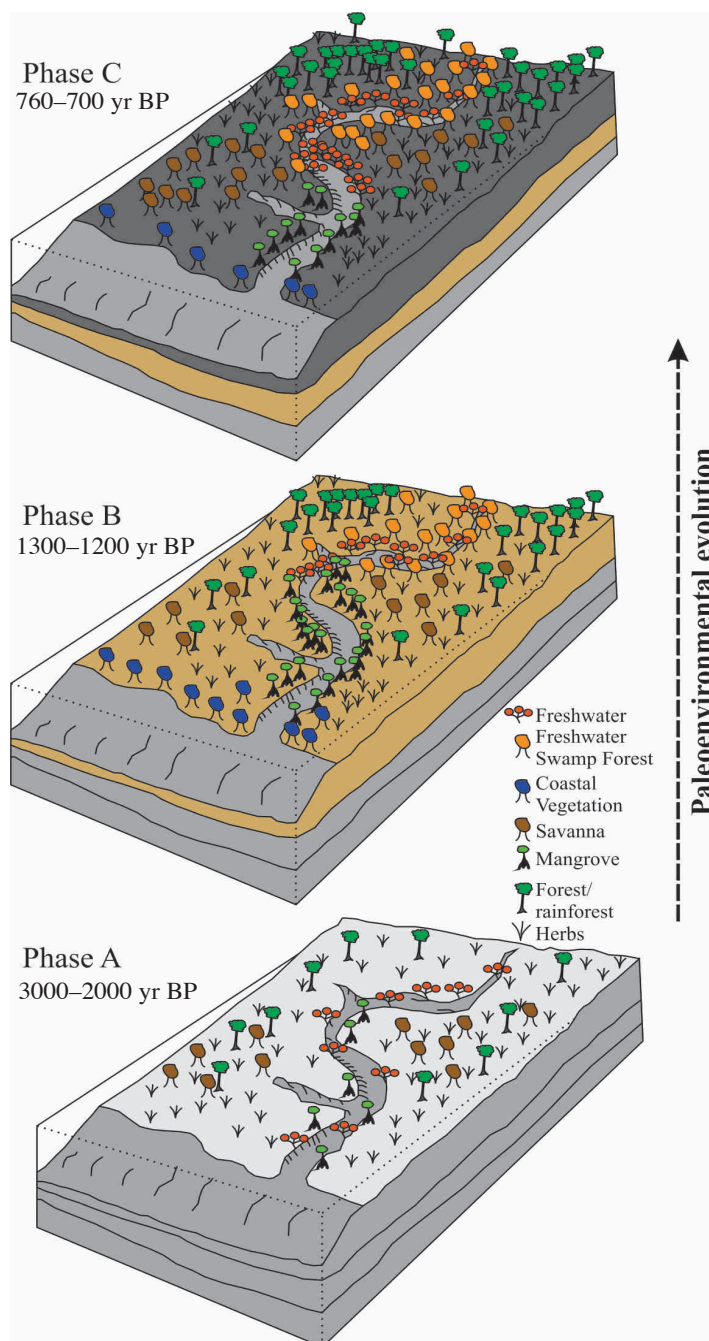 Phase C
760–700 yr BP
Phase B
1300–1200 yr BP
Paleoenvironmental evolution
Freshwater
Freshwater
Swamp Forest
Coastal
Vegetation
Savanna
Mangrove
Forest/
rainforest
Herbs
Phase A
3000–2000 yr BP